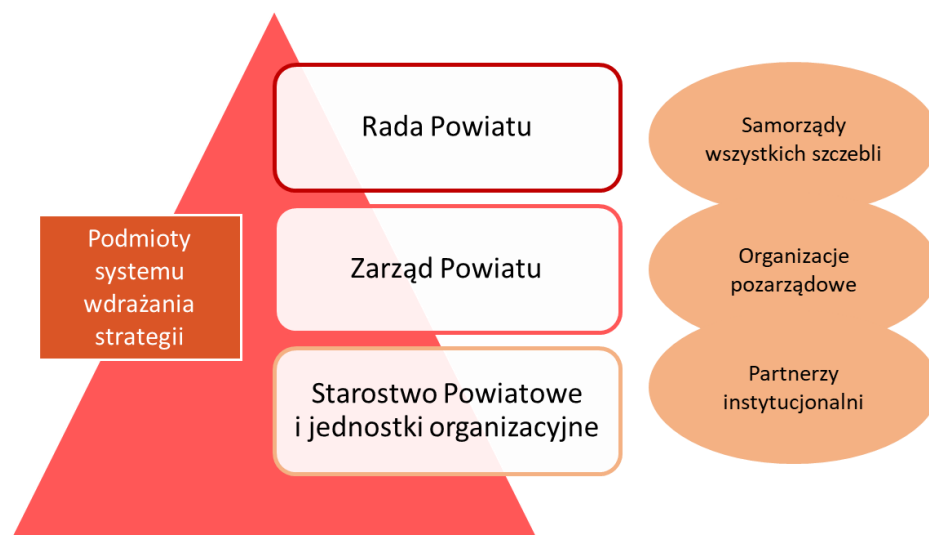 Podmioty
systemu
wdrażania
strategii
Rada Powiatu
Zarząd Powiatu
Starostwo Powiatowe
i jednostki organizacyjne
Samorządy
wszystkich szczebli
Organizacje
pozarządowe
Partnerzy
instytucjonalni